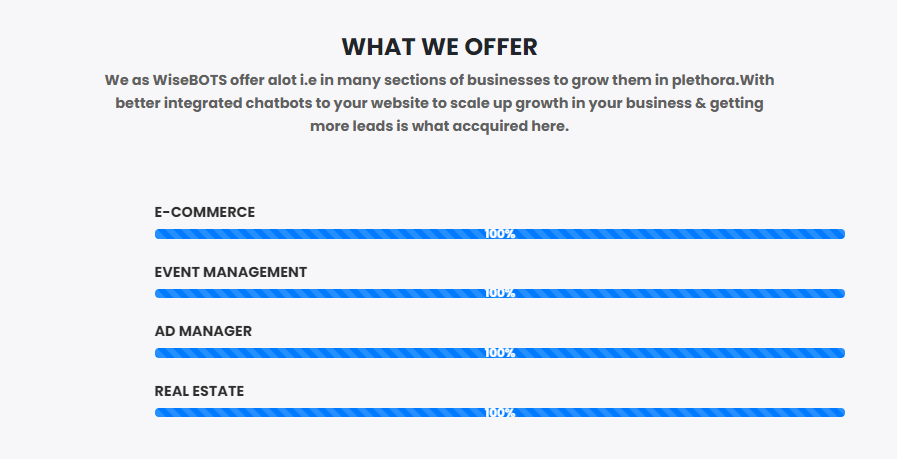 WHAT WE OFFER
We as WiseBOTS offer alot i.e in many sections of businesses to grow them in plethora.With
better integrated chatbots to your website to scale up growth in your business & getting
more leads is what accquired here.
E-COMMERCE
100%
EVENT MANAGEMENT
100%
AD MANAGER
100%
REAL ESTATE
100%